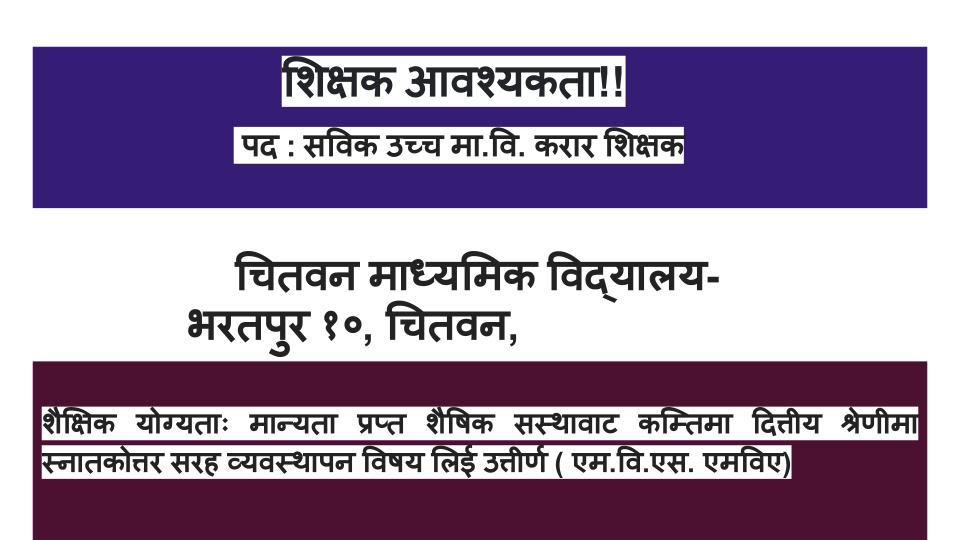 शिक्षक आवश्यकता!!
पद : सविक उच्च मा.वि. करार शिक्षक
चितवन माध्यमिक विद्‌यालय-
भरतपुर १०, चितवन,
शैक्षिक योग्यताः मान्यता प्रप्त शैषिक सस्थावाट कम्तिमा दित्तीय श्रेणीमा
स्नातकोत्तर सरह व्यवस्थापन विषय लिई उत्तीर्ण ( एम.वि.एस. एमविए)